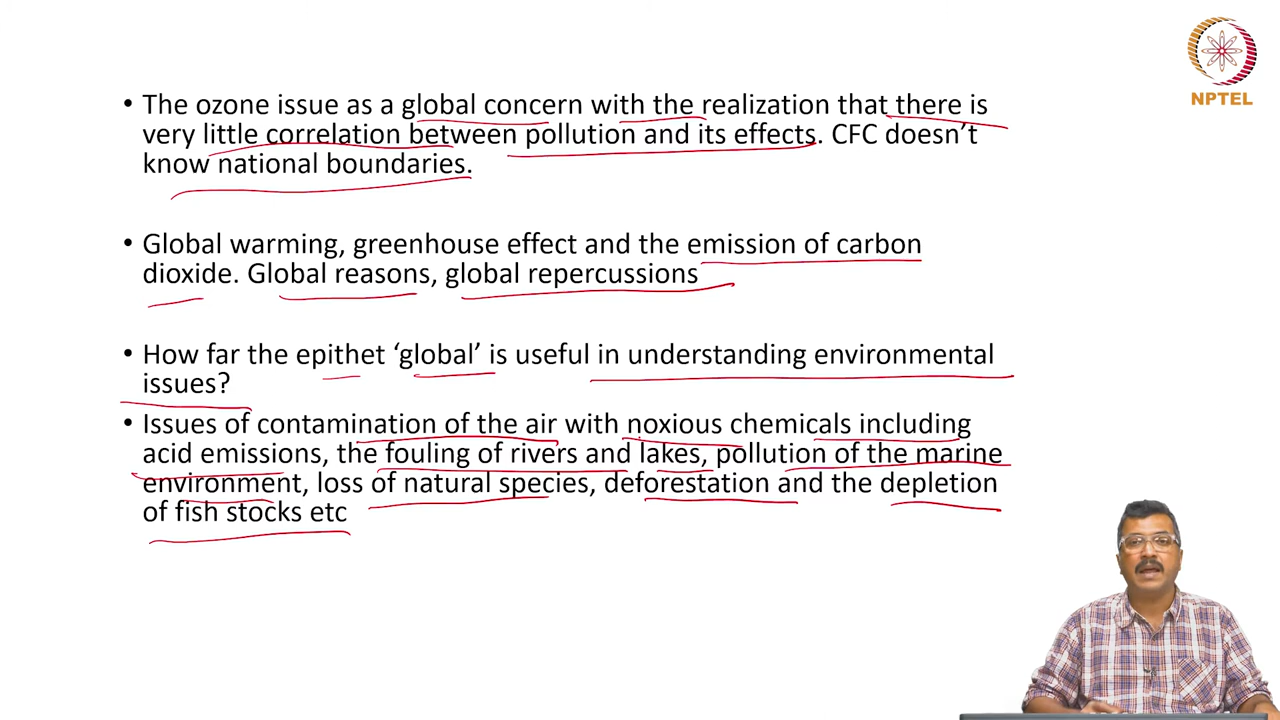 NPTEL
• The ozone issue as a global concern with the realization that there is
very little correlation between pollution and its effects. CFC doesn’t
know national boundaries.
• Global warming, greenhouse effect and the emission of carbon
dioxide. Global reasons, global repercussions
• How far the epithet ‘global’ is useful in understanding environmental
issues?
• Issues of contamination of the air with noxious chemicals including
acid emissions, the fouling of rivers and lakes, pollution of the marine
environment, loss of natural species, deforestation and the depletion
of fish stocks etc